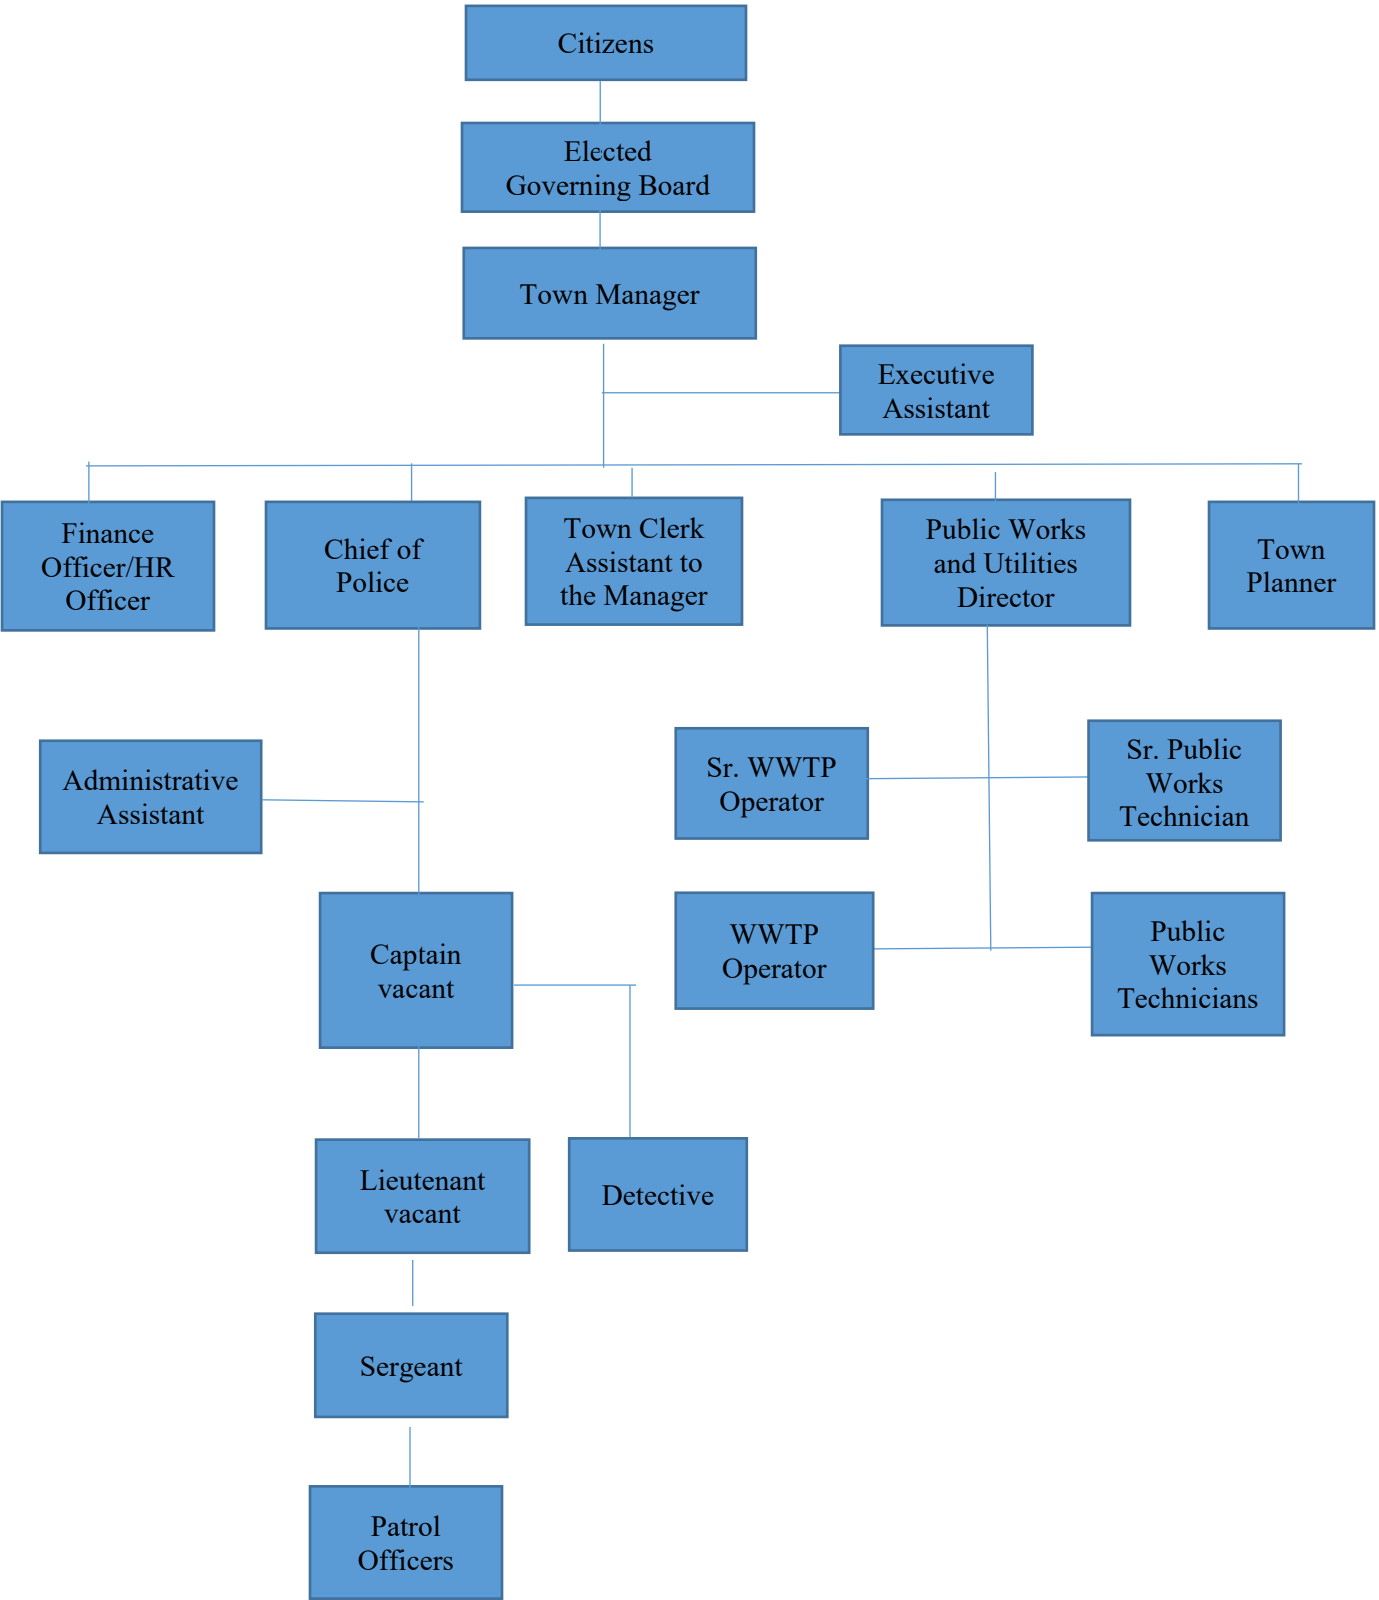 Citizens
Elected
Governing Board
Town Manager
Executive
Assistant
Finance
Officer/HR
Officer
Chief of
Police
Town Clerk
Assistant to
the Manager
Public Works
and Utilities
Director
Town
Planner
Administrative
Assistant
Sr. WWTP
Operator
Sr. Public
Works
Technician
Captain
vacant
WWTP
Operator
Public
Works
Technicians
Lieutenant
vacant
Detective
Sergeant
Patrol
Officers